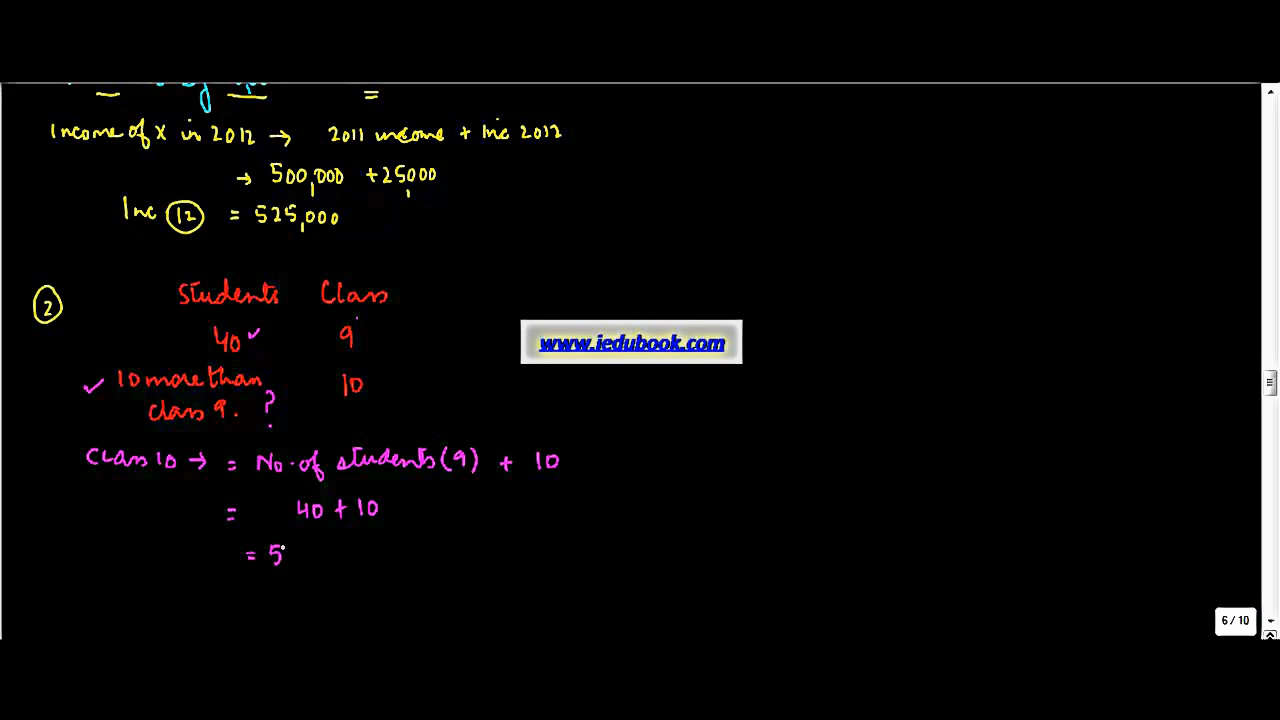 =
Income of X in 2012 → 2011 income + Inc 2012
→ 500,000 + 25,000
Inc 12 = 525,000
2
Students Class
40 ✓ 9
✓ 10 more than 10
class 9. ?
www.iedubook.com
Class 10 → = No. of students (9) + 10
= 40 + 10
= 5
6 / 10